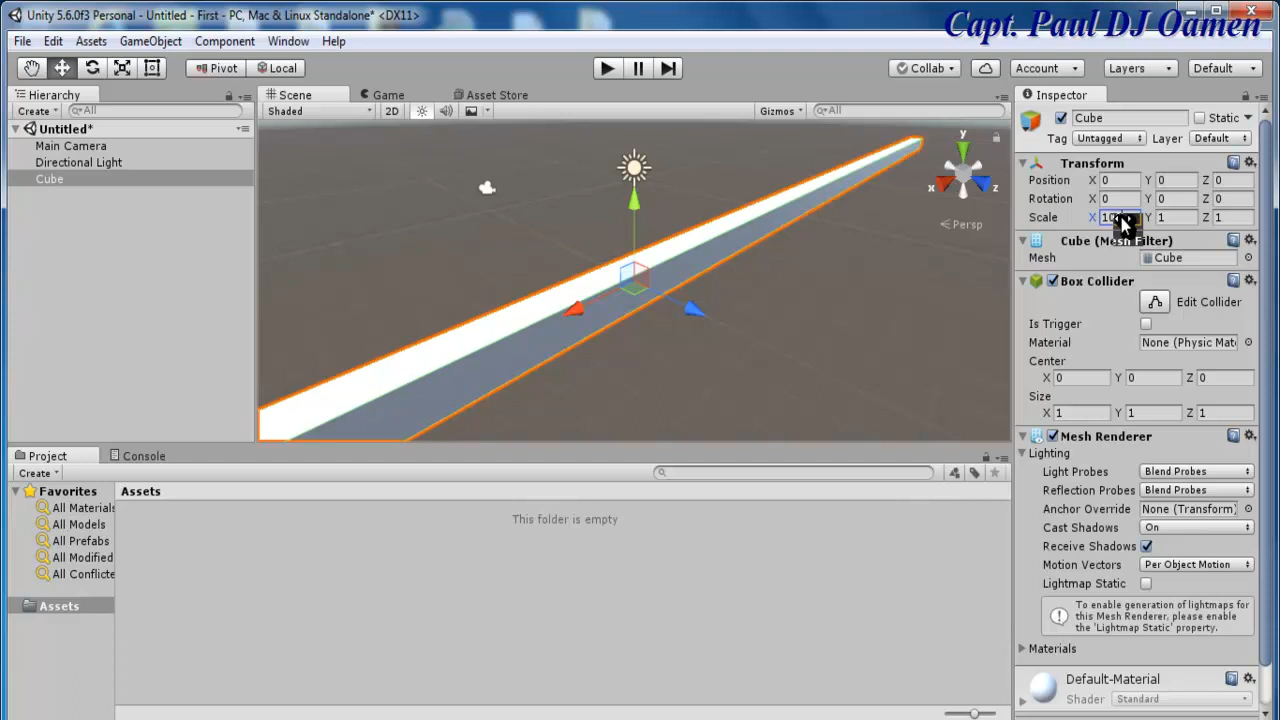 Unity 5.6.0f3 Personal - Untitled - First - PC, Mac & Linux Standalone* <DX11>
Capt. Paul DJ Oamen
File Edit Assets GameObject Component Window Help
Pivot Local Collab Account Layers Default
Hierarchy
Create All
Untitled*
Main Camera
Directional Light
Cube
Scene Game Asset Store
Shaded 2D Gizmos All
y
x z
Persp
Inspector
Cube Static
Tag Untagged Layer Default
Transform
Position X 0 Y 0 Z 0
Rotation X 0 Y 0 Z 0
Scale X Y 1 Z 1
Cube (Mesh Filter)
Mesh Cube
Box Collider
Edit Collider
Is Trigger
Material None (Physic Mat
Center
X 0 Y 0 Z 0
Size
X 1 Y 1 Z 1
Mesh Renderer
Lighting
Light Probes Blend Probes
Reflection Probes Blend Probes
Anchor Override None (Transform)
Cast Shadows On
Receive Shadows
Motion Vectors Per Object Motion
Lightmap Static
To enable generation of lightmaps for
this Mesh Renderer, please enable
the 'Lightmap Static' property.
Materials
Default-Material
Shader Standard
Project Console
Create
Favorites
All Materials
All Models
All Prefabs
All Modified
All Conflicte
Assets
Assets
This folder is empty